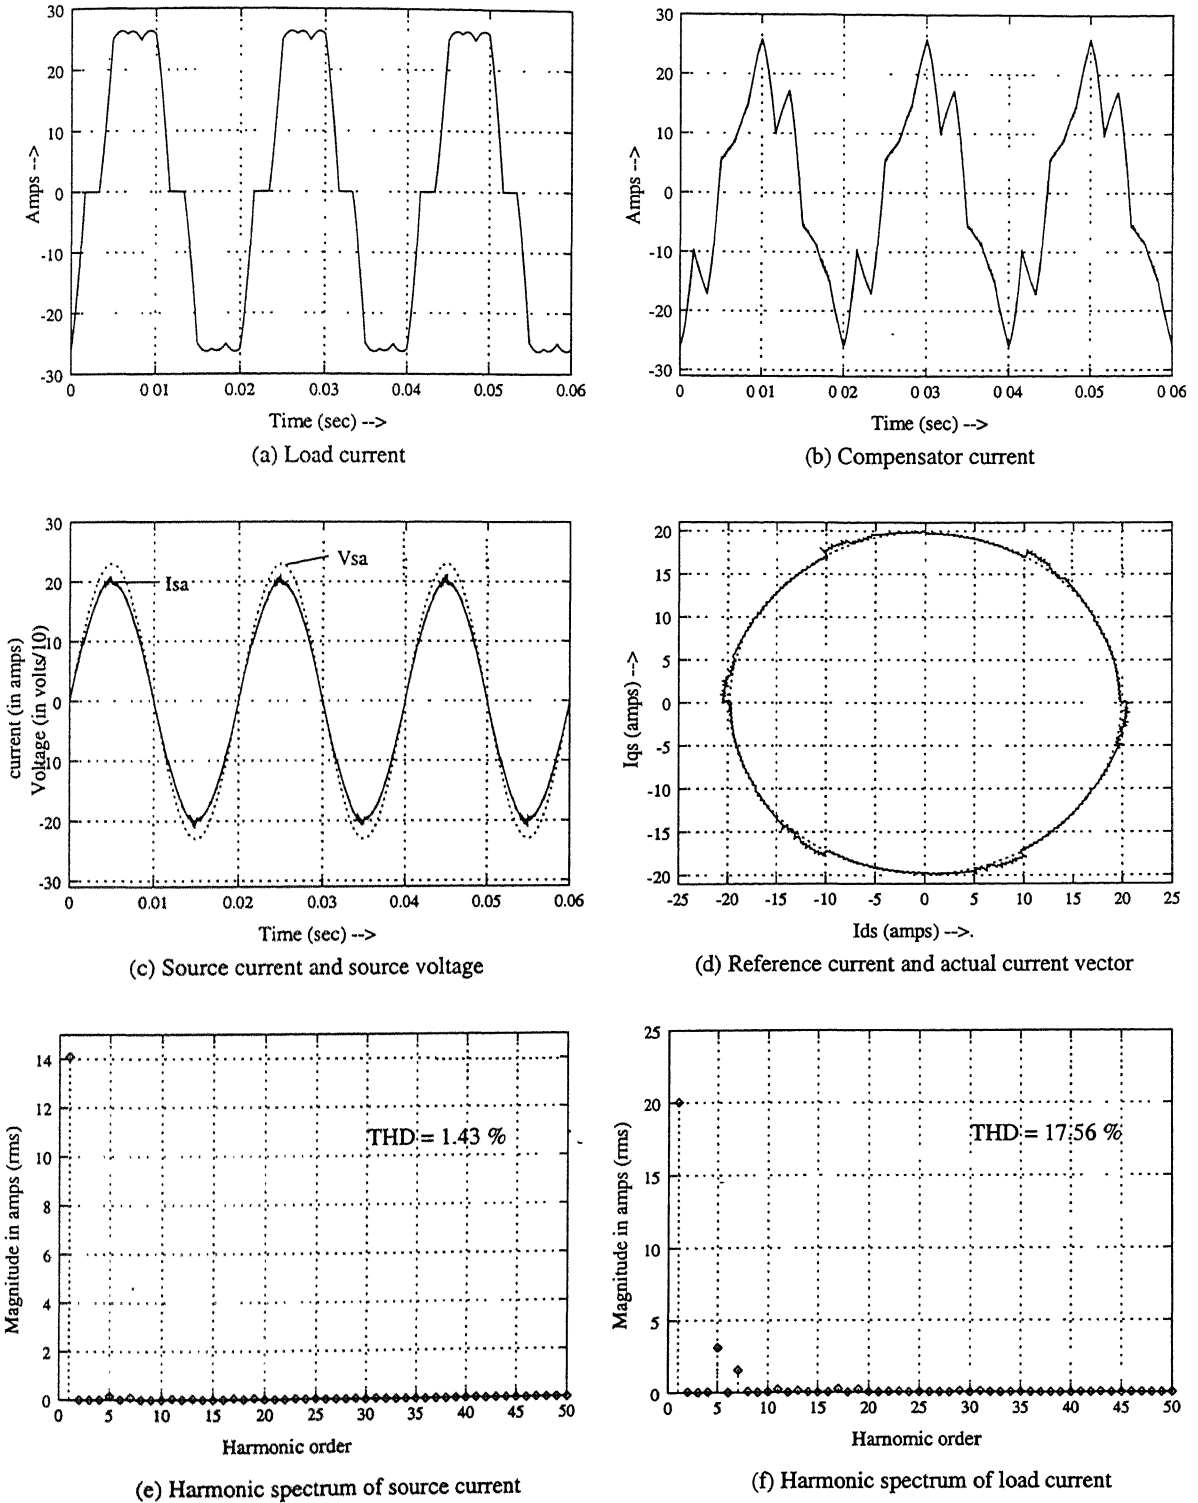 30
20
10
0
-10
-20
-30
Amps -->
0 0.01 0.02 0.03 0.04 0.05 0.06
Time (sec) -->
(a) Load current
30
20
10
0
-10
-20
-30
Amps -->
0 0 01 0 02 0 03 0 04 0 05 0 06
Time (sec) -->
(b) Compensator current
30
20
10
0
-10
-20
-30
current (in amps)
Voltage (in volts/10)
Isa
Vsa
0 0.01 0.02 0.03 0.04 0.05 0.06
Time (sec) -->
(c) Source current and source voltage
20
15
10
5
0
-5
-10
-15
-20
Iqs (amps) -->
-25 -20 -15 -10 -5 0 5 10 15 20 25
Ids (amps) -->.
(d) Reference current and actual current vector
14
12
10
8
6
4
2
0
Magnitude in amps (rms)
THD = 1.43 %
0 5 10 15 20 25 30 35 40 45 50
Harmonic order
(e) Harmonic spectrum of source current
25
20
15
10
5
0
Magnitude in amps (rms)
THD = 17.56 %
0 5 10 15 20 25 30 35 40 45 50
Harmonic order
(f) Harmonic spectrum of load current